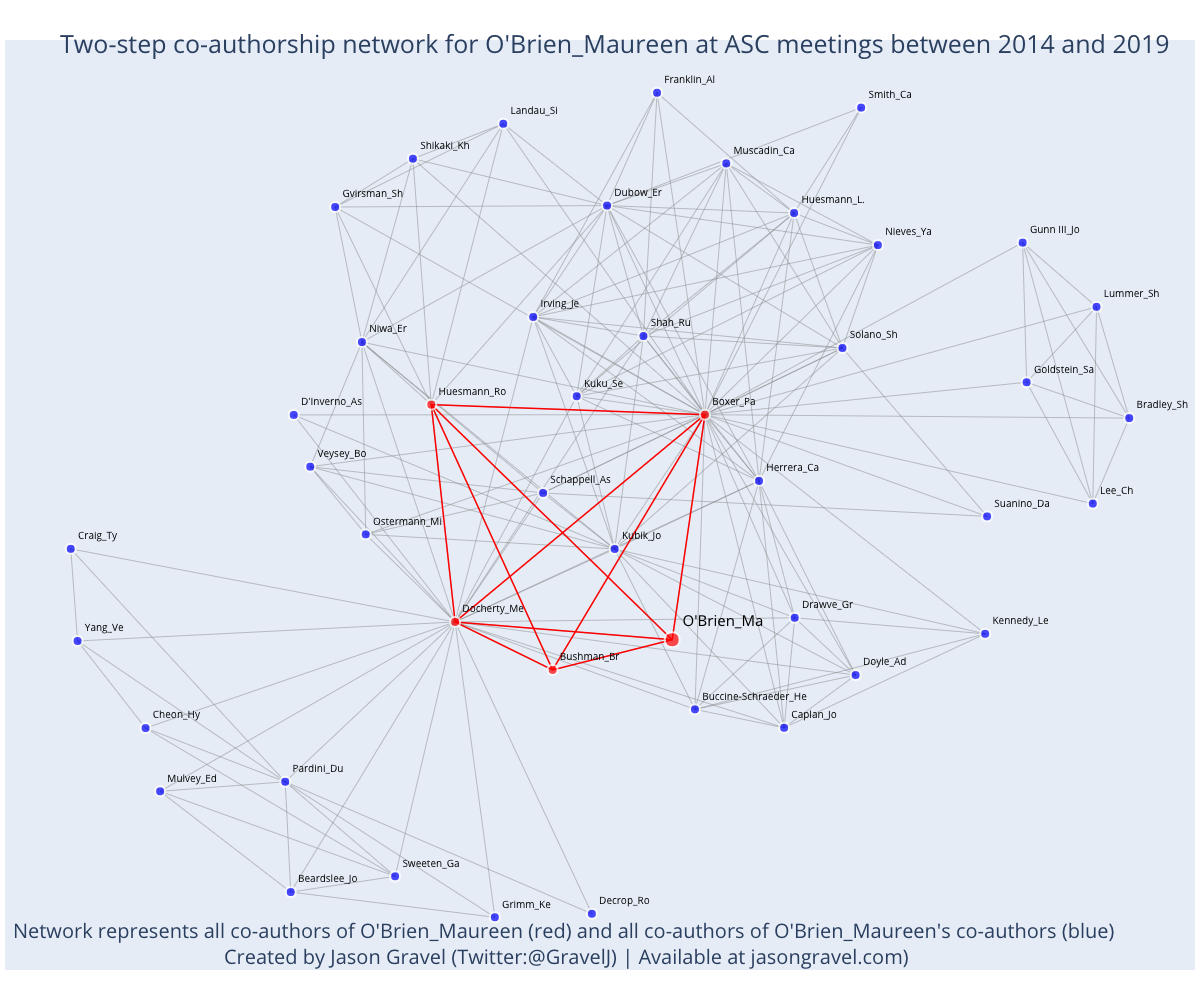 Two-step co-authorship network for O'Brien_Maureen at ASC meetings between 2014 and 2019
Franklin_Al
Smith_Ca
Landau_Si
Shikaki_Kh
Muscadin_Ca
Gvirsman_Sh
Dubow_Er
Huesmann_L.
Nieves_Ya
Gunn III_Jo
Lummer_Sh
Irving_Je
Shah_Ru
Niwa_Er
Solano_Sh
Goldstein_Sa
Huesmann_Ro
Kuku_Se
D'Inverno_As
Boxer_Pa
Bradley_Sh
Veysey_Bo
Schappell_As
Herrera_Ca
Lee_Ch
Suanino_Da
Ostermann_Mi
Kubik_Jo
Craig_Ty
Docherty_Me
Drawve_Gr
O'Brien_Ma
Kennedy_Le
Yang_Ve
Bushman_Br
Doyle_Ad
Buccine-Schraeder_He
Cheon_Hy
Caplan_Jo
Pardini_Du
Mulvey_Ed
Sweeten_Ga
Beardslee_Jo
Grimm_Ke
Decrop_Ro
Network represents all co-authors of O'Brien_Maureen (red) and all co-authors of O'Brien_Maureen's co-authors (blue)
Created by Jason Gravel (Twitter:@GravelJ) | Available at jasongravel.com)